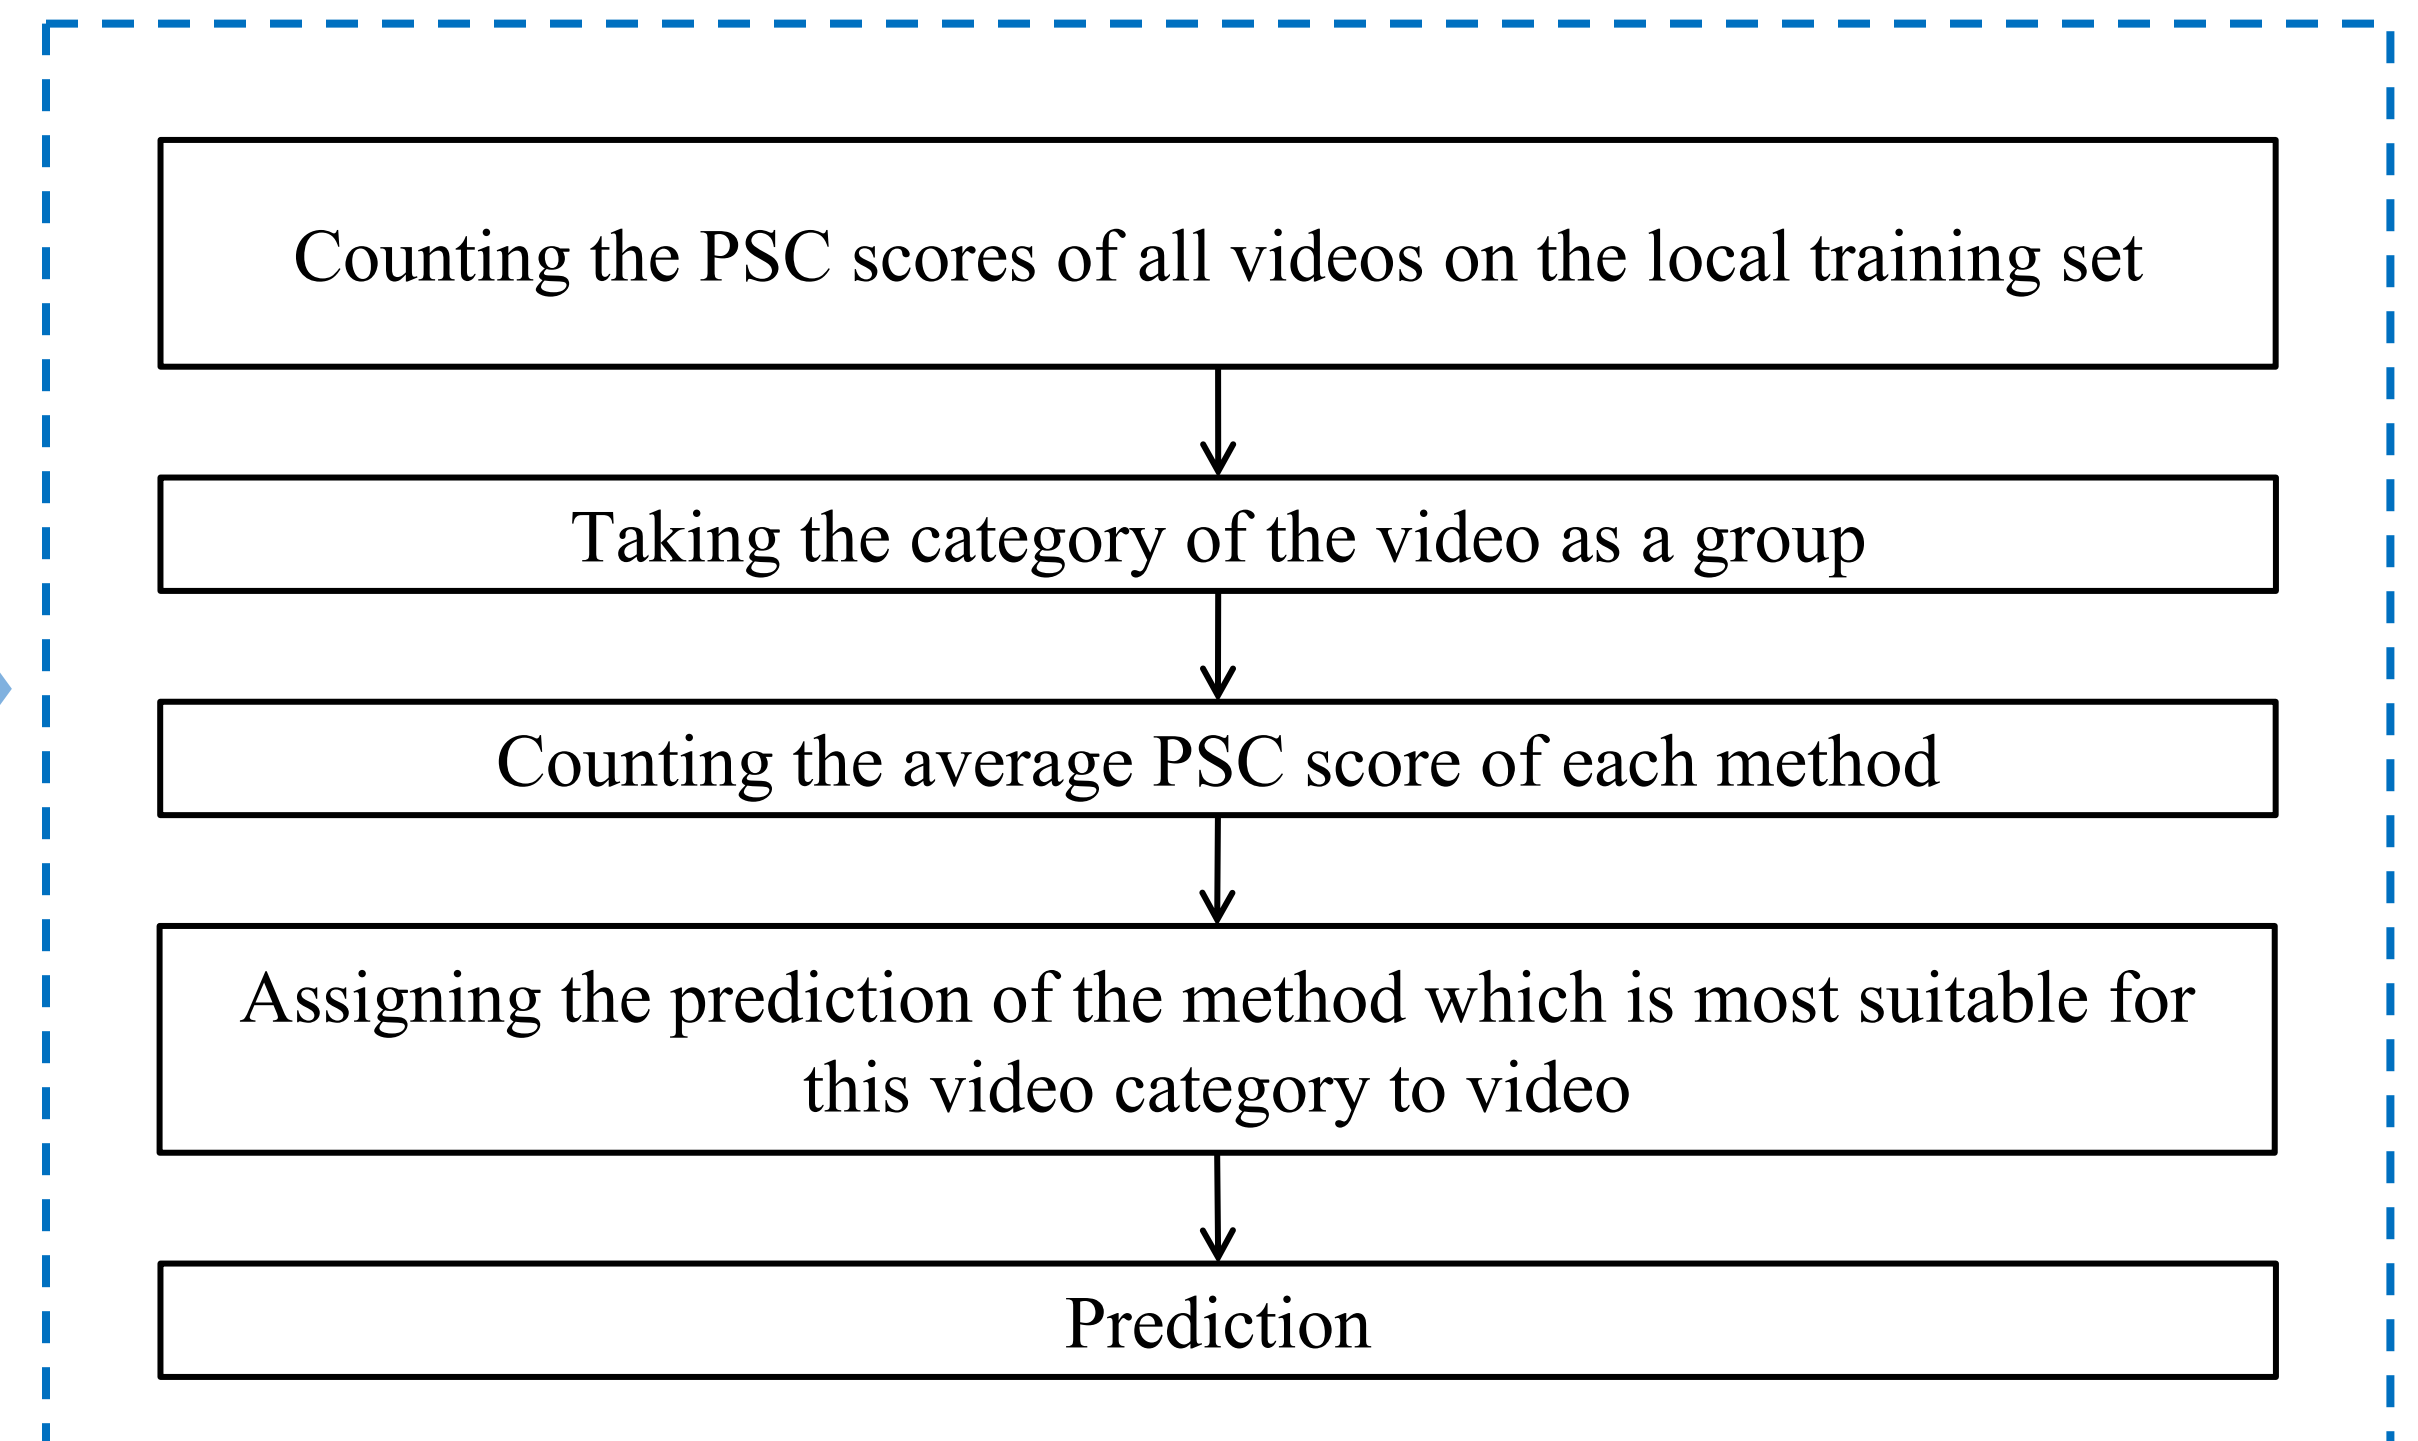 Counting the PSC scores of all videos on the local training set
Taking the category of the video as a group
Counting the average PSC score of each method
Assigning the prediction of the method which is most suitable for
this video category to video
Prediction